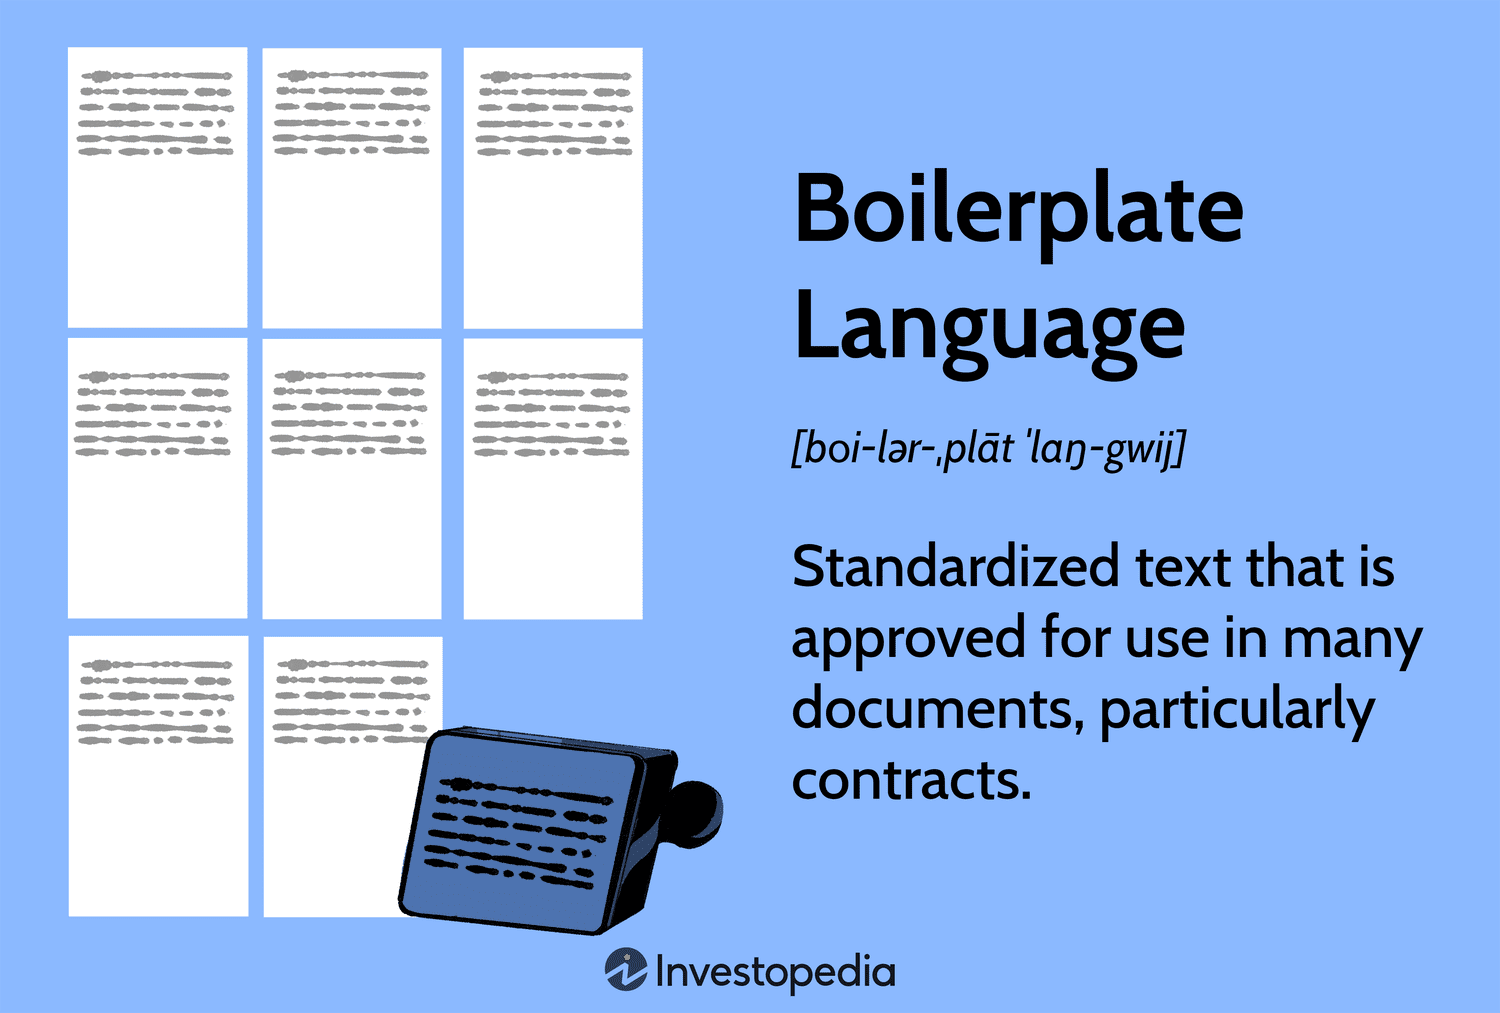 Boilerplate
Language
[boi-lər-ˌplāt ˈlaŋ-gwij]
Standardized text that is
approved for use in many
documents, particularly
contracts.
Investopedia